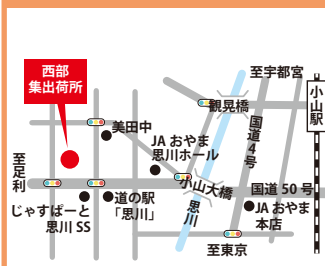 西部
集出荷所
至宇都宮
小山駅
観晃橋
美田中
国道4号
JA おやま
思川ホール
至足利
小山大橋
国道 50 号
思川
じゃすぱーと
思川 SS
道の駅
「思川」
JA おやま
本店
至東京